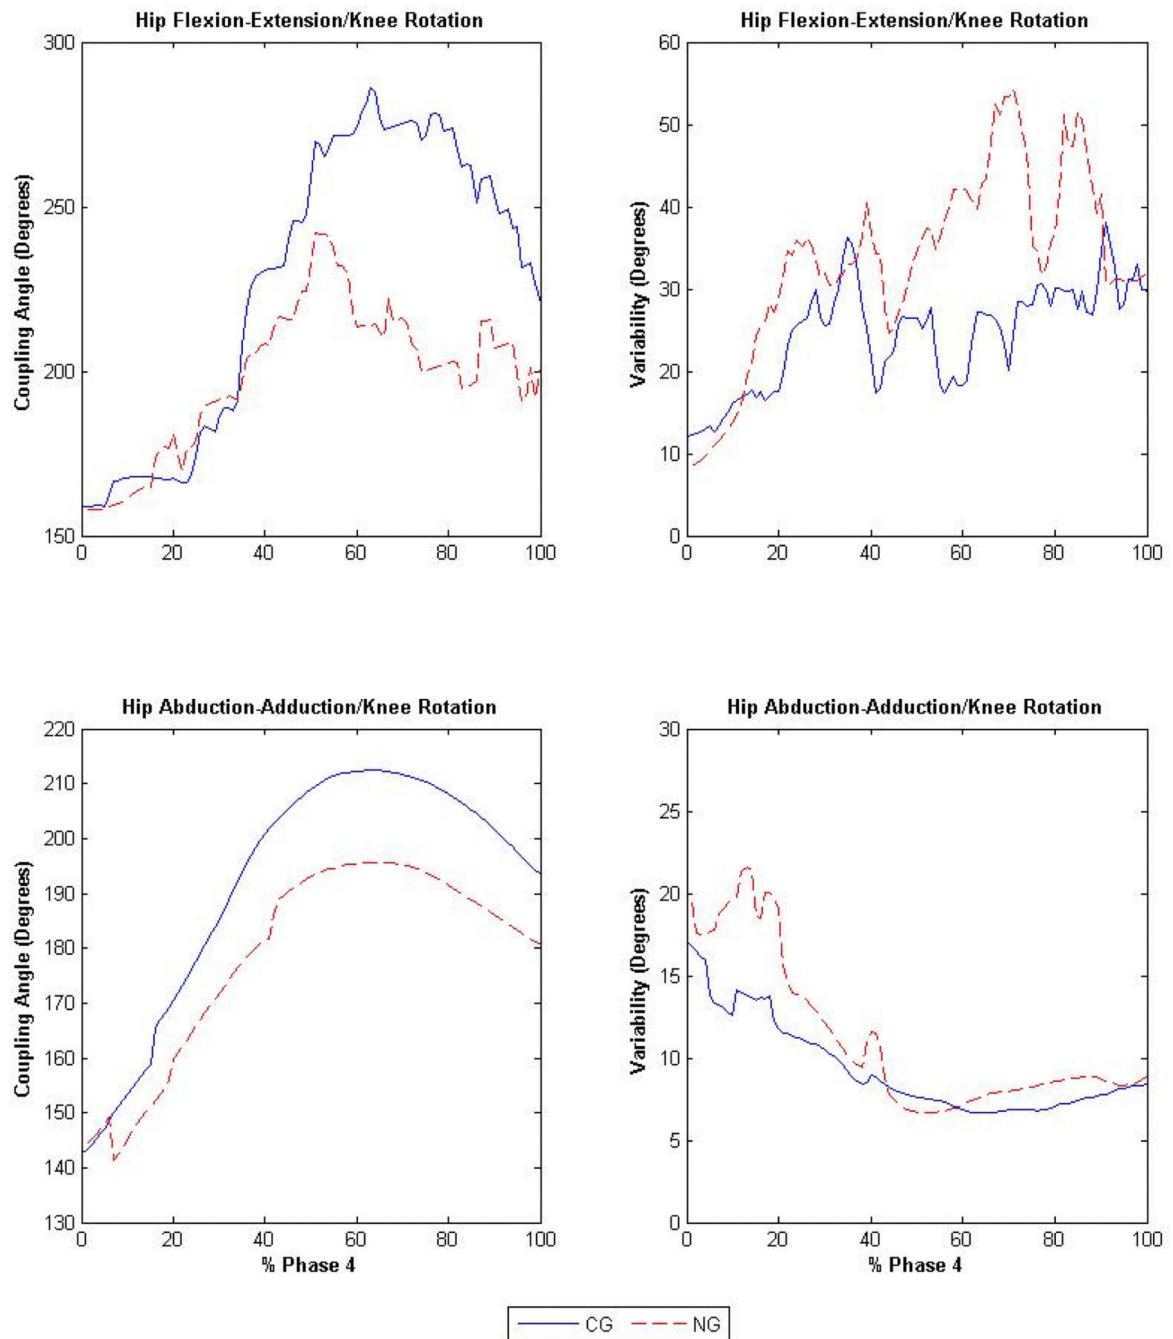 Hip Flexion-Extension/Knee Rotation
Coupling Angle (Degrees)
300
250
200
150
0 20 40 60 80 100
Hip Flexion-Extension/Knee Rotation
Variability (Degrees)
60
50
40
30
20
10
0
0 20 40 60 80 100
Hip Abduction-Adduction/Knee Rotation
Coupling Angle (Degrees)
220
210
200
190
180
170
160
150
140
130
0 20 40 60 80 100
% Phase 4
Hip Abduction-Adduction/Knee Rotation
Variability (Degrees)
30
25
20
15
10
5
0
0 20 40 60 80 100
% Phase 4
CG NG